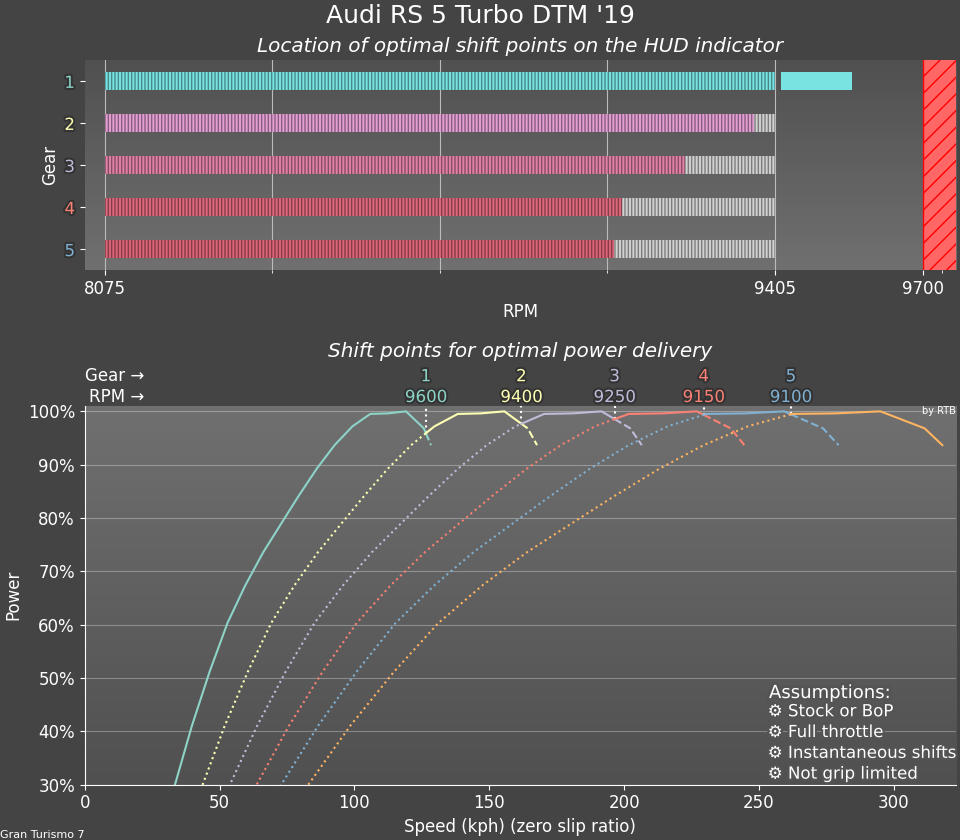 Audi RS 5 Turbo DTM '19
Location of optimal shift points on the HUD indicator
Gear
1
2
3
4
5
8075 9405 9700
RPM
Shift points for optimal power delivery
Gear → 1 2 3 4 5
RPM → 9600 9400 9250 9150 9100
by RTB
Power
100%
90%
80%
70%
60%
50%
40%
30%
Assumptions:
⚙ Stock or BoP
⚙ Full throttle
⚙ Instantaneous shifts
⚙ Not grip limited
0 50 100 150 200 250 300
Speed (kph) (zero slip ratio)
Gran Turismo 7